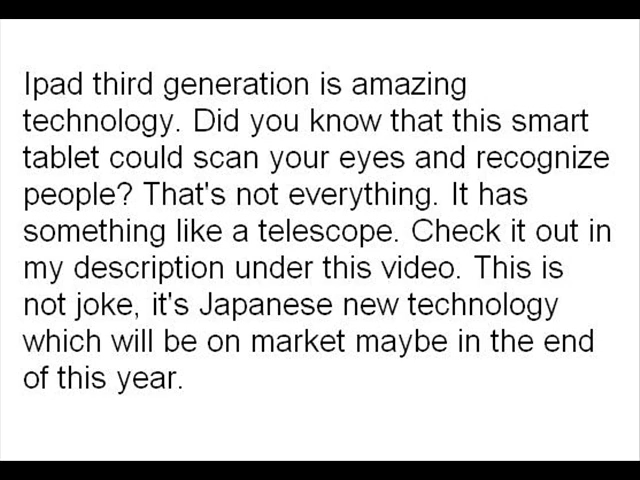 Ipad third generation is amazing
technology. Did you know that this smart
tablet could scan your eyes and recognize
people? That's not everything. It has
something like a telescope. Check it out in
my description under this video. This is
not joke, it's Japanese new technology
which will be on market maybe in the end
of this year.